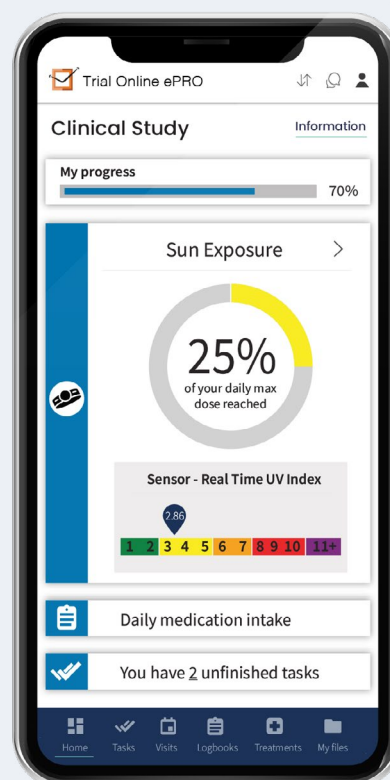 Trial Online ePRO
Clinical Study
Information
My progress
70%
Sun Exposure
25%
of your daily max
dose reached
Sensor - Real Time UV Index
2.86
1 2 3 4 5 6 7 8 9 10 11+
Daily medication intake
You have 2 unfinished tasks
Home Tasks Visits Logbooks Treatments My files